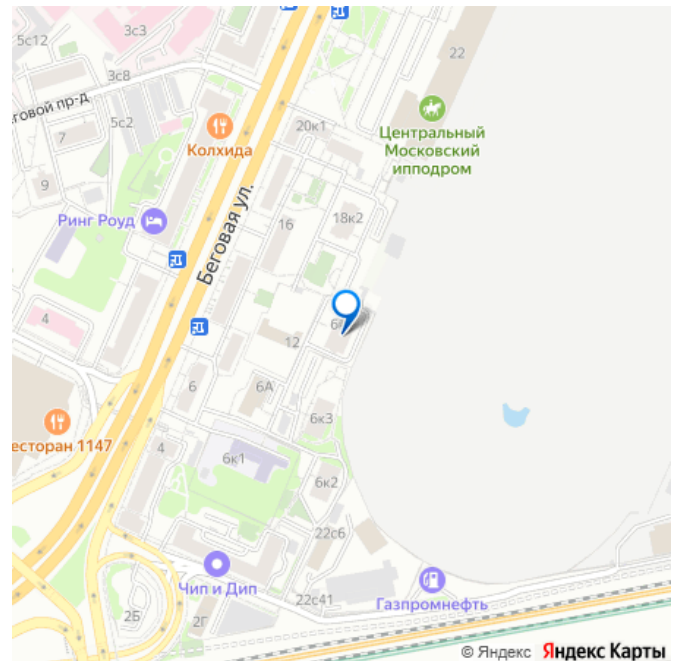 5с12
3с3
3с8
22
говой пр-д
5с2
7
20к1
Колхида
Центральный
Московский
ипподром
9
Ринг Роуд
16
18к2
Беговая ул.
4
12
6
6А
6к3
есторан 1147
4
6к1
6к2
22с6
Чип и Дип
22с41
Газпромнефть
2Б
2Г
© Яндекс Яндекс Карты